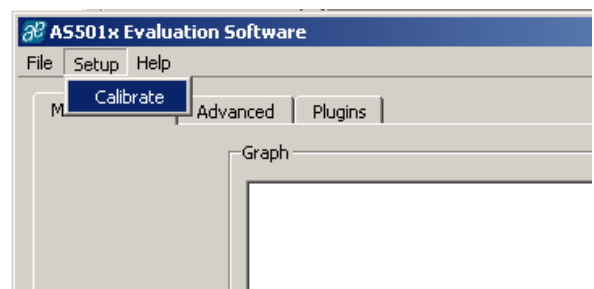 AS501x Evaluation Software
File Setup Help
Calibrate
Advanced Plugins
Graph